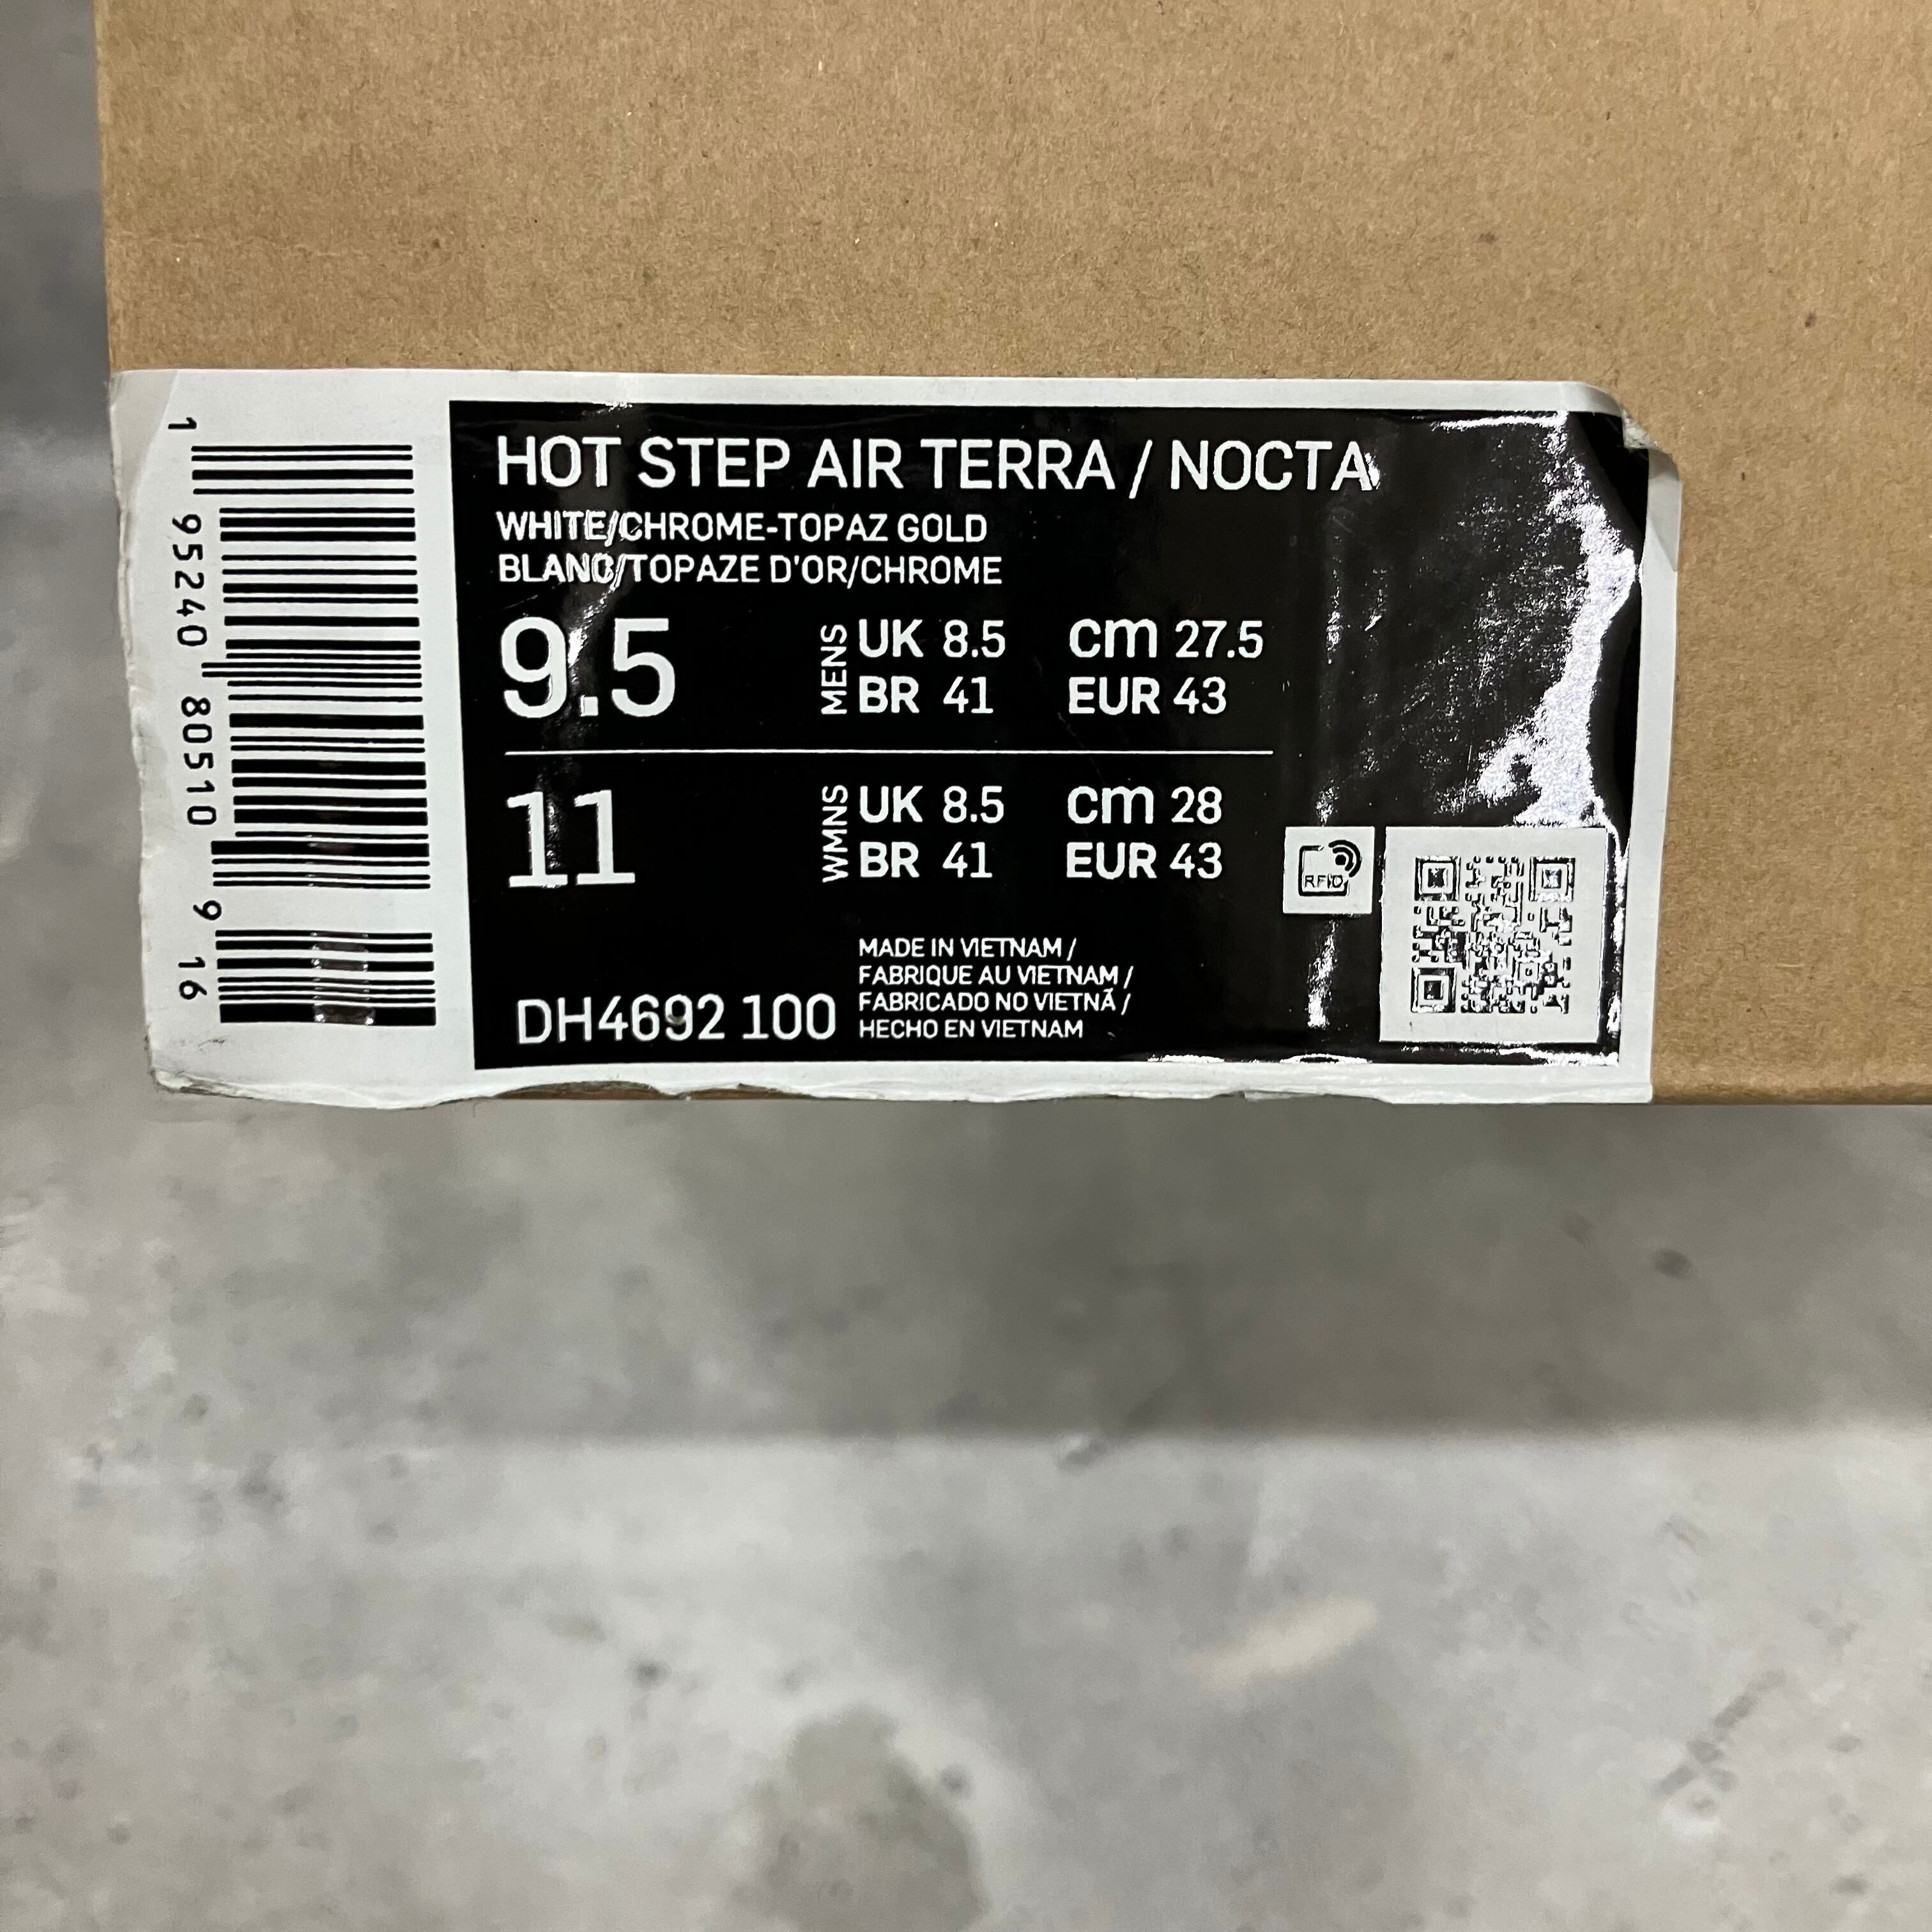 HOT STEP AIR TERRA / NOCTA
WHITE/CHROME-TOPAZ GOLD
BLANC/TOPAZE D'OR/CHROME
9.5 MENS UK 8.5 cm 27.5
BR 41 EUR 43
11 WMNS UK 8.5 cm 28
BR 41 EUR 43
RFID
MADE IN VIETNAM /
FABRIQUE AU VIETNAM /
FABRICADO NO VIETNÃ /
HECHO EN VIETNAM
DH4692 100
1 95240 80510 9 16